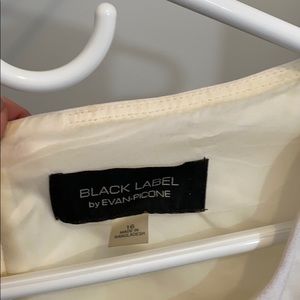 BLACK LABEL
by EVAN-PICONE
16
MADE IN
BANGLADESH